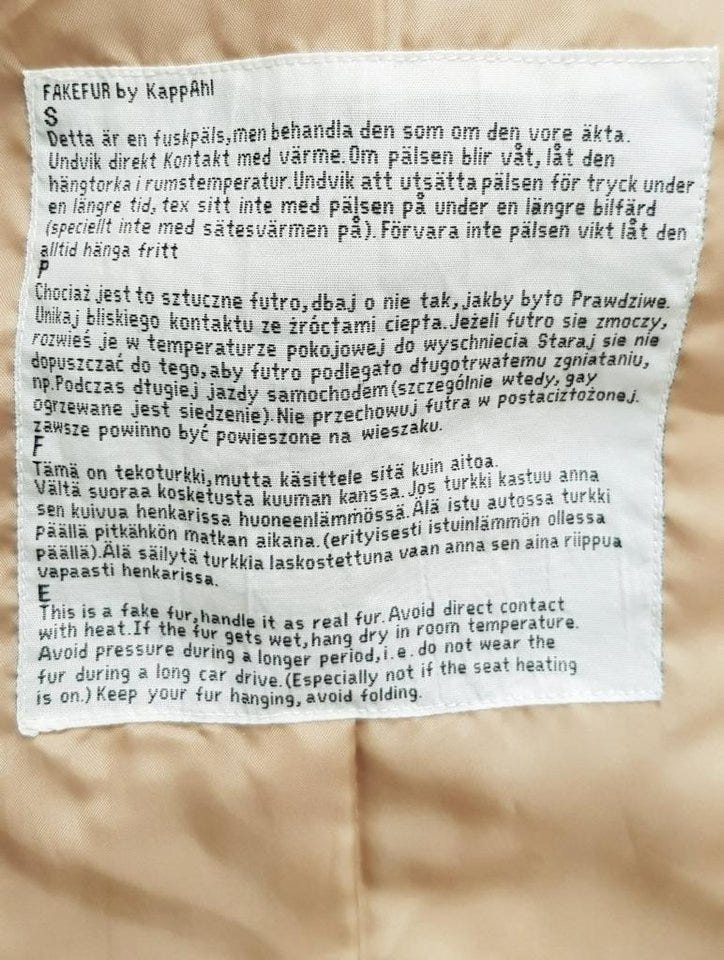 FAKEFUR by KappAhl
S
Detta är en fuskpäls,men behandla den som om den vore äkta.
Undvik direkt Kontakt med värme.Om pälsen blir våt, låt den
hängtorka i rumstemperatur.Undvik att utsätta pälsen för tryck under
en längre tid, tex sitt inte med pälsen på under en längre bilfärd
(speciellt inte med sätesvärmen på).Förvara inte pälsen vikt låt den
alltid hänga fritt
P
Chociaż jest to sztuczne futro,dbaj o nie tak,jakby byto Prawdziwe.
Unikaj bliskiego kontaktu ze źróctami ciepta.Jeżeli futro sie zmoczy,
rozwieś je w temperaturze pokojowej do wyschniecia Staraj sie nie
dopuszczać do tego,aby futro podlegato dtugotrwatemu zgniataniu,
np.Podczas dtugiej jazdy samochodem(szczególnie wtedy, gay
ogrzewane jest siedzenie).Nie przechowuj futra w postaciztożonej.
zawsze powinno być powieszone na wieszaku.
F
Tämä on tekoturkki,mutta käsittele sitä kuin aitoa.
Vältä suoraa kosketusta kuuman kanssa.Jos turkki kastuu anna
sen kuivua henkarissa huoneenlämmössä.Älä istu autossa turkki
päällä pitkähkön matkan aikana.(erityisesti istuinlämmön ollessa
päällä).Älä säilytä turkkia laskostettuna vaan anna sen aina riippua
vapaasti henkarissa.
E
This is a fake fur,handle it as real fur.Avoid direct contact
with heat.If the fur gets wet,hang dry in room temperature.
Avoid pressure during a longer period,i.e.do not wear the
fur during a long car drive.(Especially not if the seat heating
is on.) Keep your fur hanging, avoid folding.